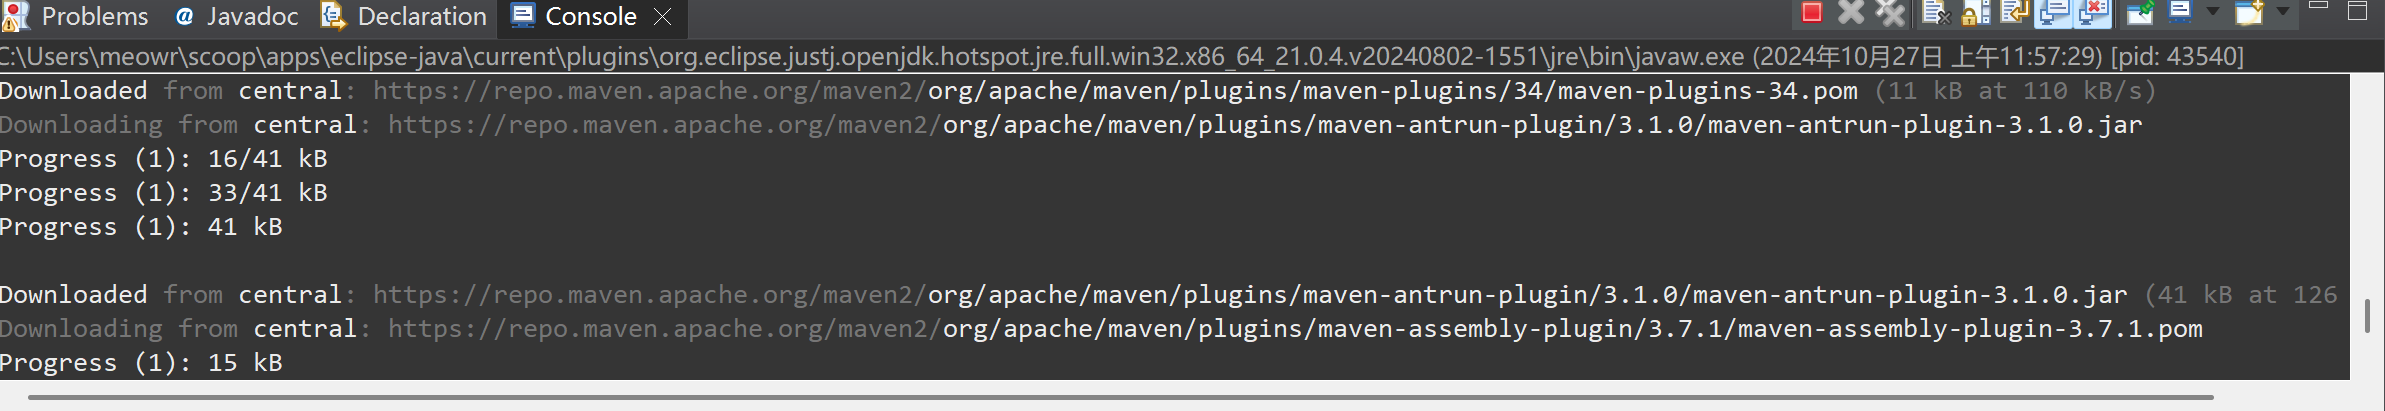 Problems @ Javadoc Declaration Console
C:\Users\meowr\scoop\apps\eclipse-java\current\plugins\org.eclipse.justj.openjdk.hotspot.jre.full.win32.x86_64_21.0.4.v20240802-1551\jre\bin\javaw.exe (2024年10月27日 上午11:57:29) [pid: 43540]
Downloaded from central: https://repo.maven.apache.org/maven2/org/apache/maven/plugins/maven-plugins/34/maven-plugins-34.pom (11 kB at 110 kB/s)
Downloading from central: https://repo.maven.apache.org/maven2/org/apache/maven/plugins/maven-antrun-plugin/3.1.0/maven-antrun-plugin-3.1.0.jar
Progress (1): 16/41 kB
Progress (1): 33/41 kB
Progress (1): 41 kB
Downloaded from central: https://repo.maven.apache.org/maven2/org/apache/maven/plugins/maven-antrun-plugin/3.1.0/maven-antrun-plugin-3.1.0.jar (41 kB at 126
Downloading from central: https://repo.maven.apache.org/maven2/org/apache/maven/plugins/maven-assembly-plugin/3.7.1/maven-assembly-plugin-3.7.1.pom
Progress (1): 15 kB